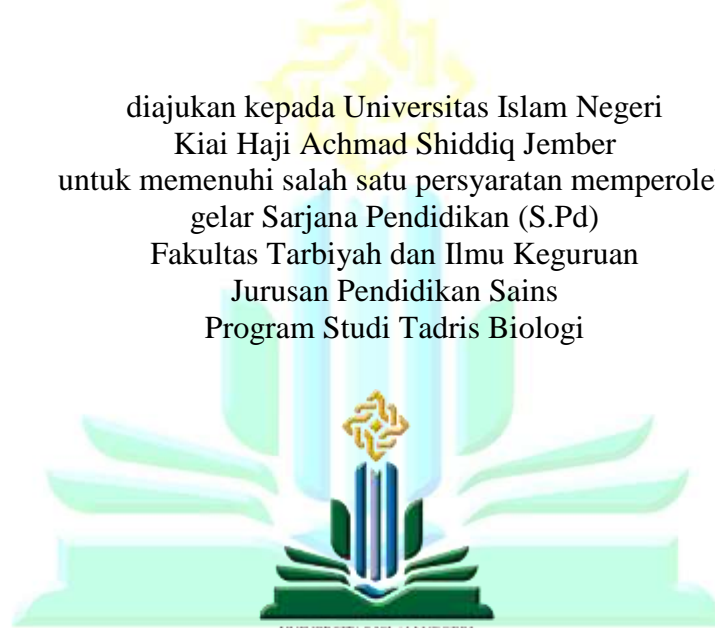 diajukan kepada Universitas Islam Negeri
Kiai Haji Achmad Shiddiq Jember
untuk memenuhi salah satu persyaratan memperole
gelar Sarjana Pendidikan (S.Pd)
Fakultas Tarbiyah dan Ilmu Keguruan
Jurusan Pendidikan Sains
Program Studi Tadris Biologi